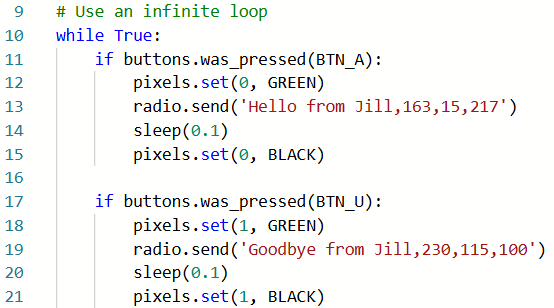 9 # Use an infinite loop
10 while True:
11     if buttons.was_pressed(BTN_A):
12         pixels.set(0, GREEN)
13         radio.send('Hello from Jill,163,15,217')
14         sleep(0.1)
15         pixels.set(0, BLACK)
16
17     if buttons.was_pressed(BTN_U):
18         pixels.set(1, GREEN)
19         radio.send('Goodbye from Jill,230,115,100')
20         sleep(0.1)
21         pixels.set(1, BLACK)